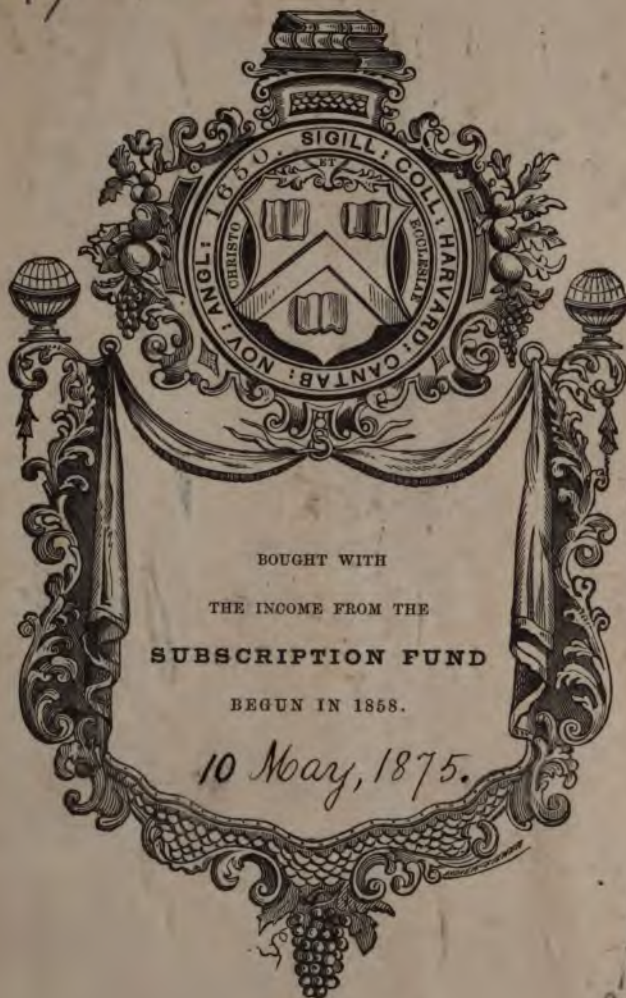 SIGILL: COLL: HARVARD: CANTAB: NOV: ANGL: 1650.
ET
CHRISTO
ECCLESIAE
BOUGHT WITH
THE INCOME FROM THE
SUBSCRIPTION FUND
BEGUN IN 1858.
10 May, 1875.